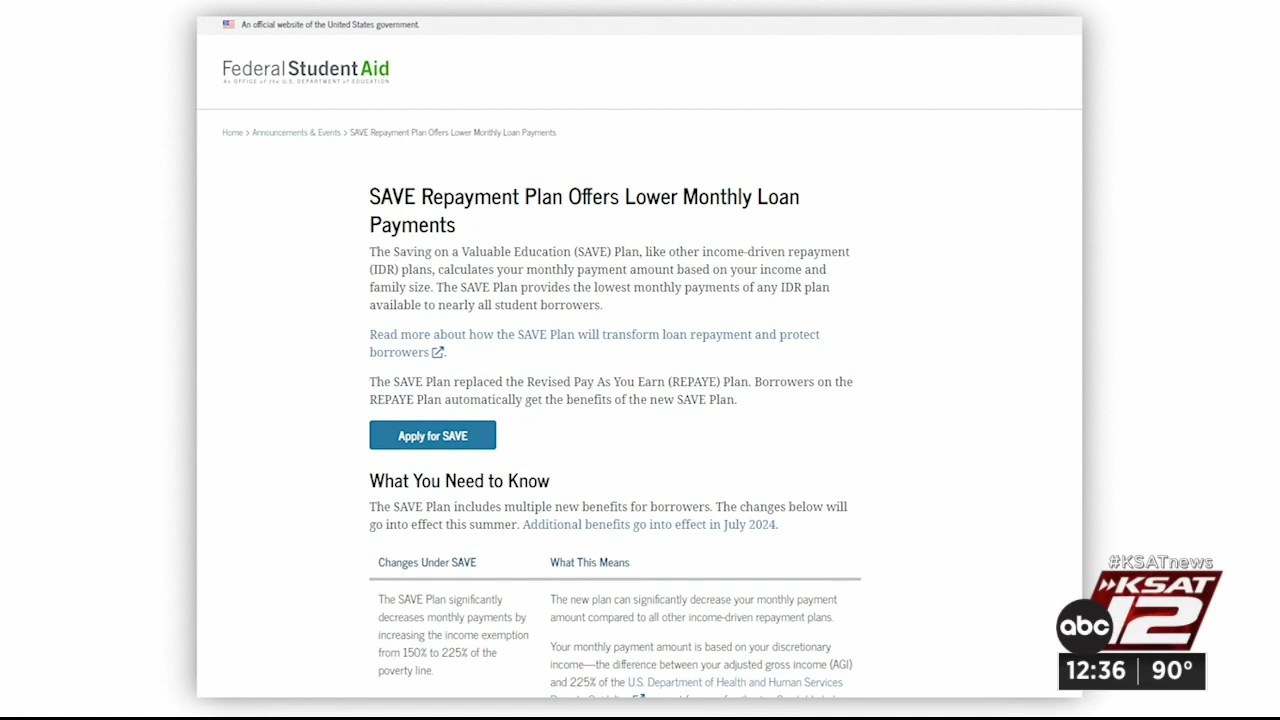 An official website of the United States government.
Federal StudentAid
An OFFICE of the U.S. DEPARTMENT of EDUCATION
Home > Announcements & Events > SAVE Repayment Plan Offers Lower Monthly Loan Payments
SAVE Repayment Plan Offers Lower Monthly Loan
Payments
The Saving on a Valuable Education (SAVE) Plan, like other income-driven repayment
(IDR) plans, calculates your monthly payment amount based on your income and
family size. The SAVE Plan provides the lowest monthly payments of any IDR plan
available to nearly all student borrowers.
Read more about how the SAVE Plan will transform loan repayment and protect
borrowers.
The SAVE Plan replaced the Revised Pay As You Earn (REPAYE) Plan. Borrowers on the
REPAYE Plan automatically get the benefits of the new SAVE Plan.
Apply for SAVE
What You Need to Know
The SAVE Plan includes multiple new benefits for borrowers. The changes below will
go into effect this summer. Additional benefits go into effect in July 2024.
Changes Under SAVE
What This Means
The SAVE Plan significantly
decreases monthly payments by
increasing the income exemption
from 150% to 225% of the
poverty line.
The new plan can significantly decrease your monthly payment
amount compared to all other income-driven repayment plans.
Your monthly payment amount is based on your discretionary
income—the difference between your adjusted gross income (AGI)
and 225% of the U.S. Department of Health and Human Services
#KSATnews
KSAT
abc 12
12:36 | 90°